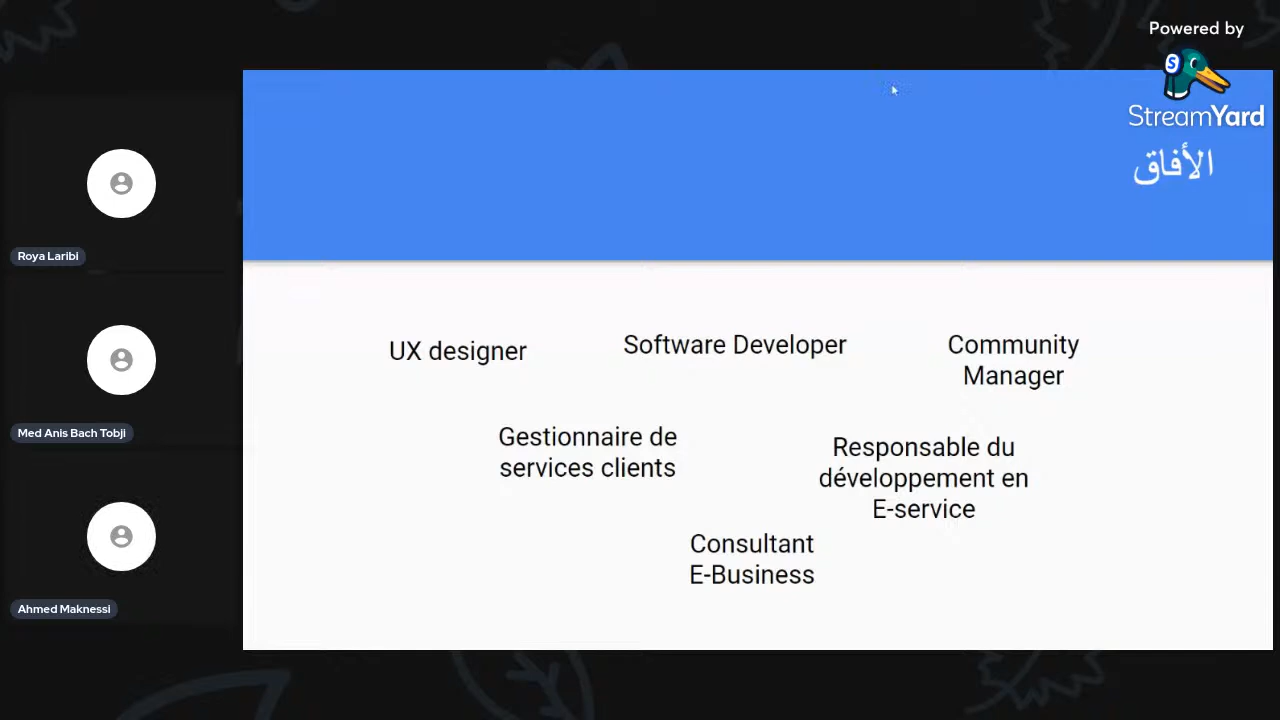 Powered by
StreamYard
الأفاق
UX designer
Software Developer
Community
Manager
Gestionnaire de
services clients
Responsable du
développement en
E-service
Consultant
E-Business
Roya Laribi
Med Anis Bach Tobji
Ahmed Maknessi